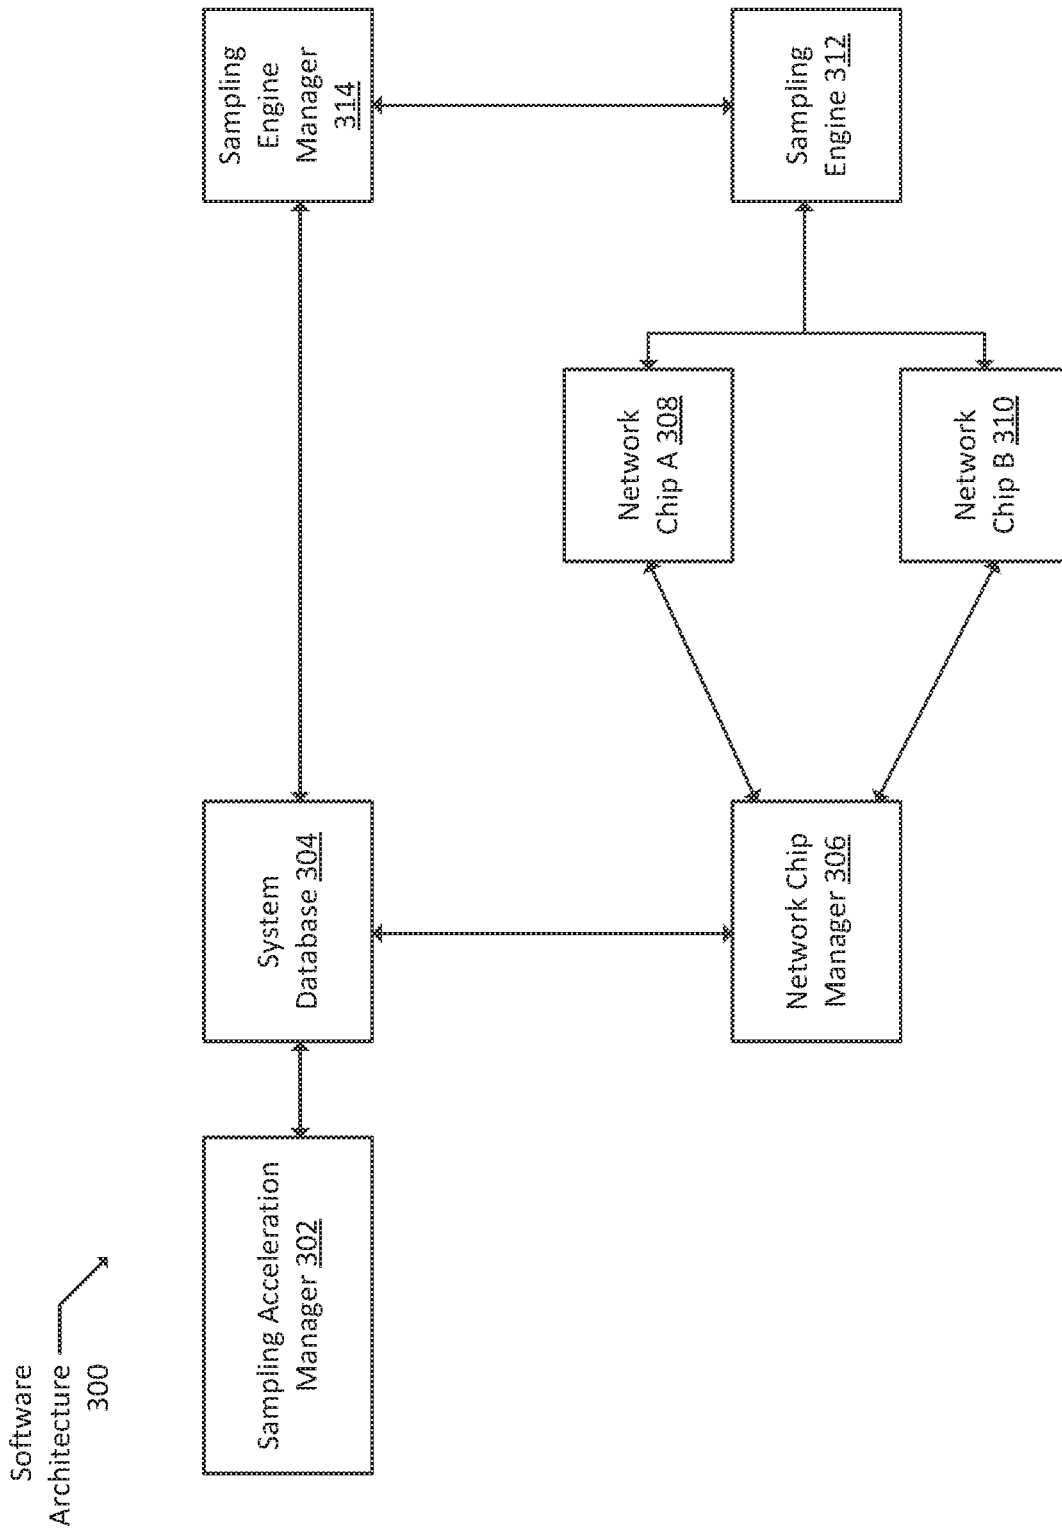 Software
Architecture
300
Sampling Acceleration
Manager 302
System
Database 304
Sampling
Engine
Manager
314
Network Chip
Manager 306
Network
Chip A 308
Network
Chip B 310
Sampling
Engine 312